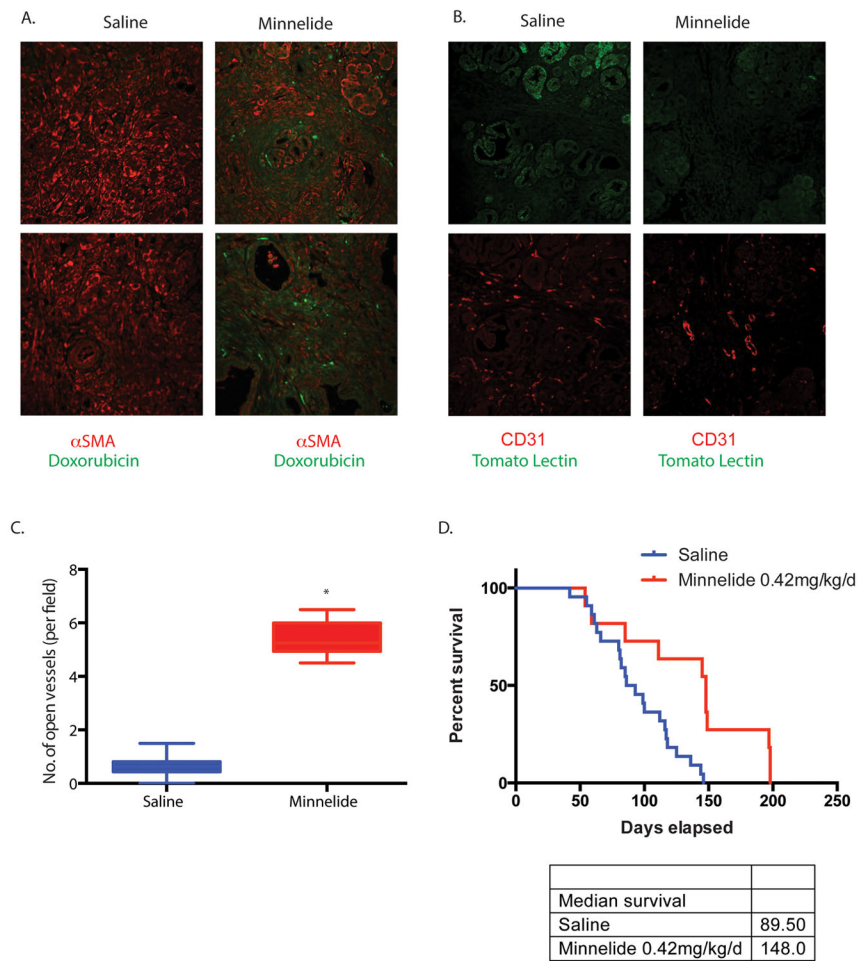 A.
Saline
Minnelide
αSMA
Doxorubicin
αSMA
Doxorubicin
B.
Saline
Minnelide
CD31
Tomato Lectin
CD31
Tomato Lectin
C.
No. of open vessels (per field)
8
6
4
2
0
*
Saline
Minnelide
D.
Saline
Minnelide 0.42mg/kg/d
Percent survival
100
50
0
0 50 100 150 200 250
Days elapsed
Median survival
Saline 89.50
Minnelide 0.42mg/kg/d 148.0